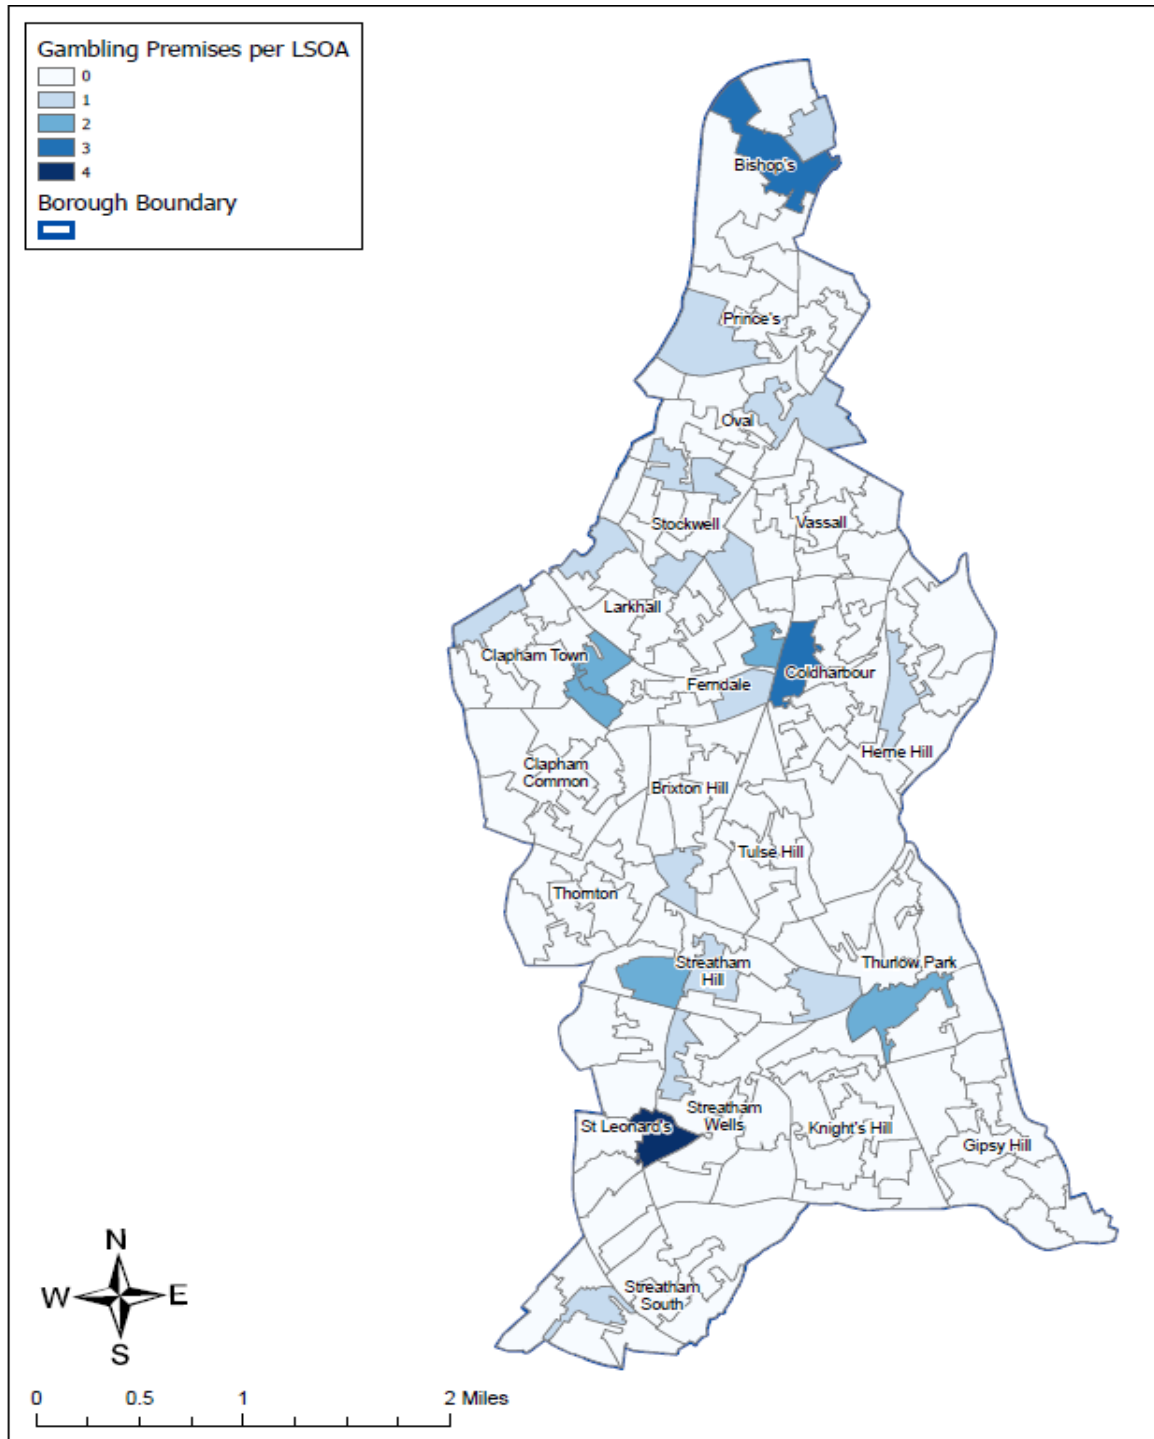 Gambling Premises per LSOA
0
1
2
3
4
Borough Boundary
Bishop's
Prince's
Oval
Stockwell
Vassall
Larkhall
Clapham Town
Ferndale
Coldharbour
Herne Hill
Clapham
Common
Brixton Hill
Tulse Hill
Thornton
Streatham
Hill
Thurlow Park
Streatham
Wells
St Leonard's
Knight's Hill
Gipsy Hill
Streatham
South
N
W E
S
0 0.5 1 2 Miles